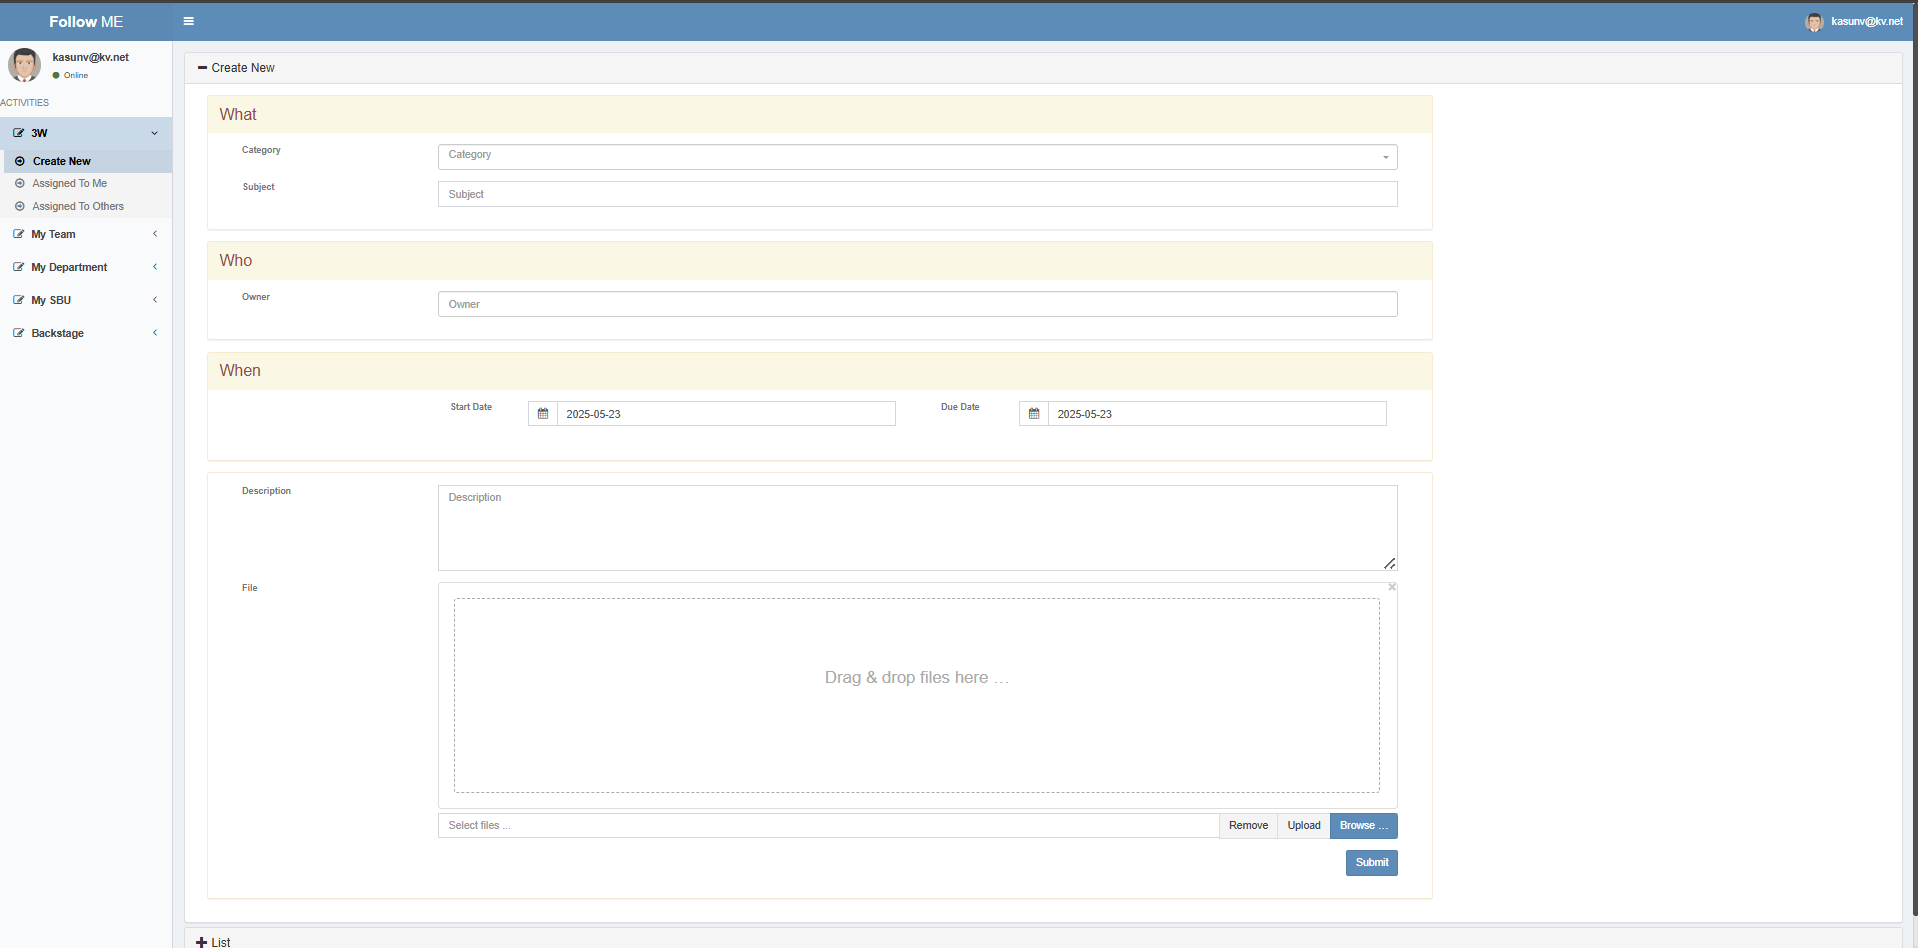 Follow ME
kasunv@kv.net
kasunv@kv.net
Online
ACTIVITIES
3W
Create New
Assigned To Me
Assigned To Others
My Team
My Department
My SBU
Backstage
Create New
What
Category
Category
Subject
Subject
Who
Owner
Owner
When
Start Date
2025-05-23
Due Date
2025-05-23
Description
Description
File
Drag & drop files here …
Select files ...
Remove
Upload
Browse …
Submit
List